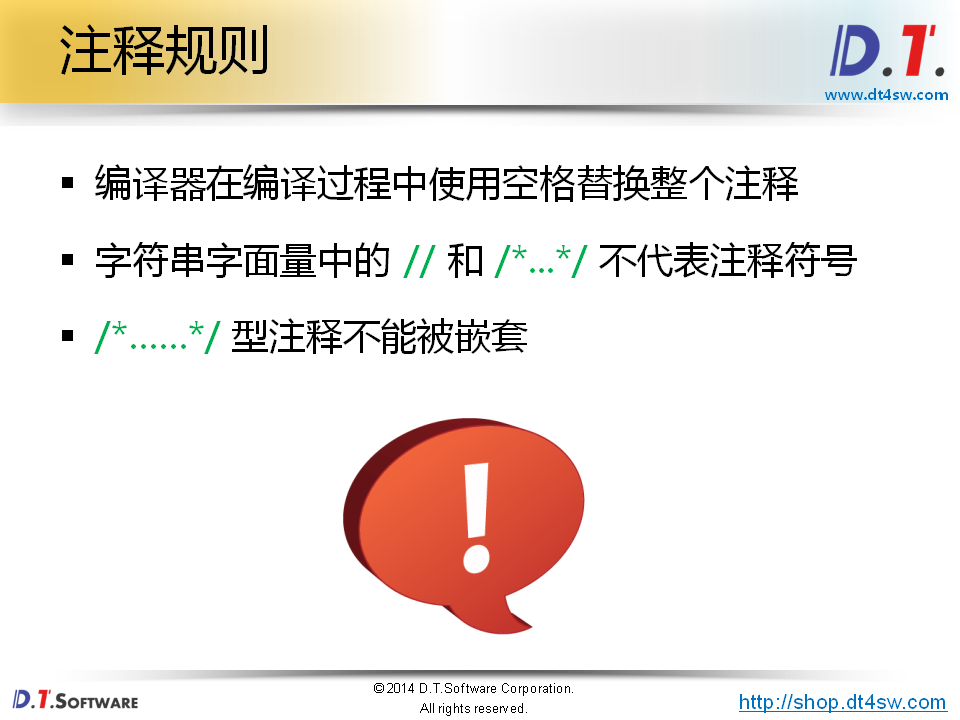 注释规则
D.T.
www.dt4sw.com
▪ 编译器在编译过程中使用空格替换整个注释
▪ 字符串字面量中的 // 和 /*...*/ 不代表注释符号
▪ /*......*/ 型注释不能被嵌套
!
D.T.SOFTWARE
©2014 D.T.Software Corporation.
All rights reserved.
http://shop.dt4sw.com